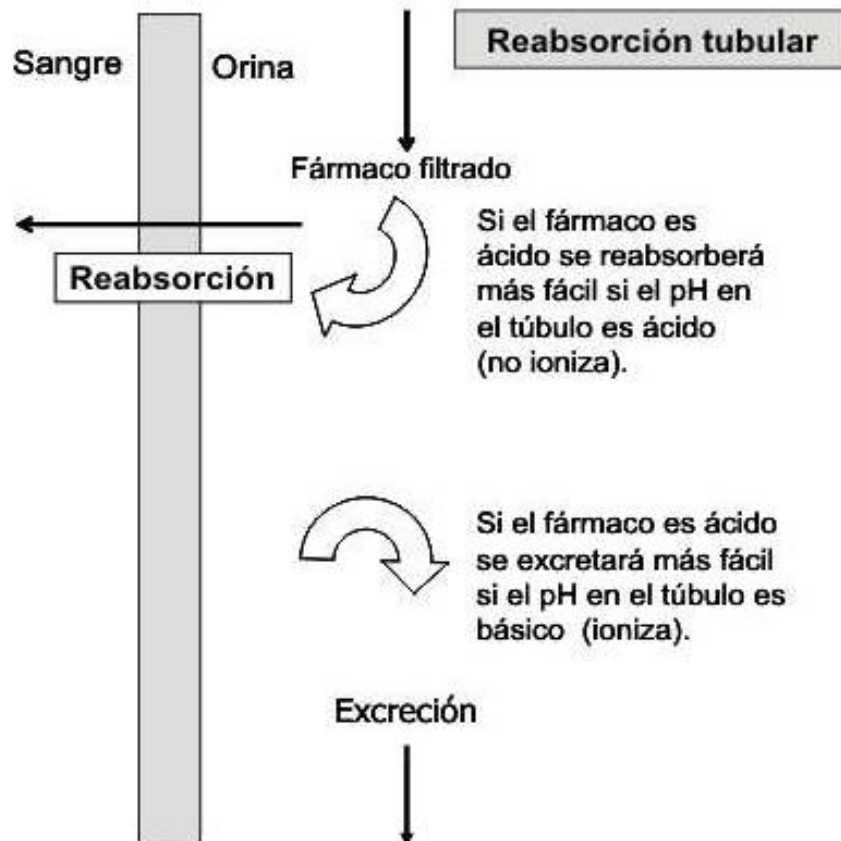 Reabsorción tubular
Sangre
Orina
Fármaco filtrado
Si el fármaco es
ácido se reabsorberá
más fácil si el pH en
el túbulo es ácido
(no ioniza).
Reabsorción
Si el fármaco es ácido
se excretará más fácil
si el pH en el túbulo es
básico (ioniza).
Excreción